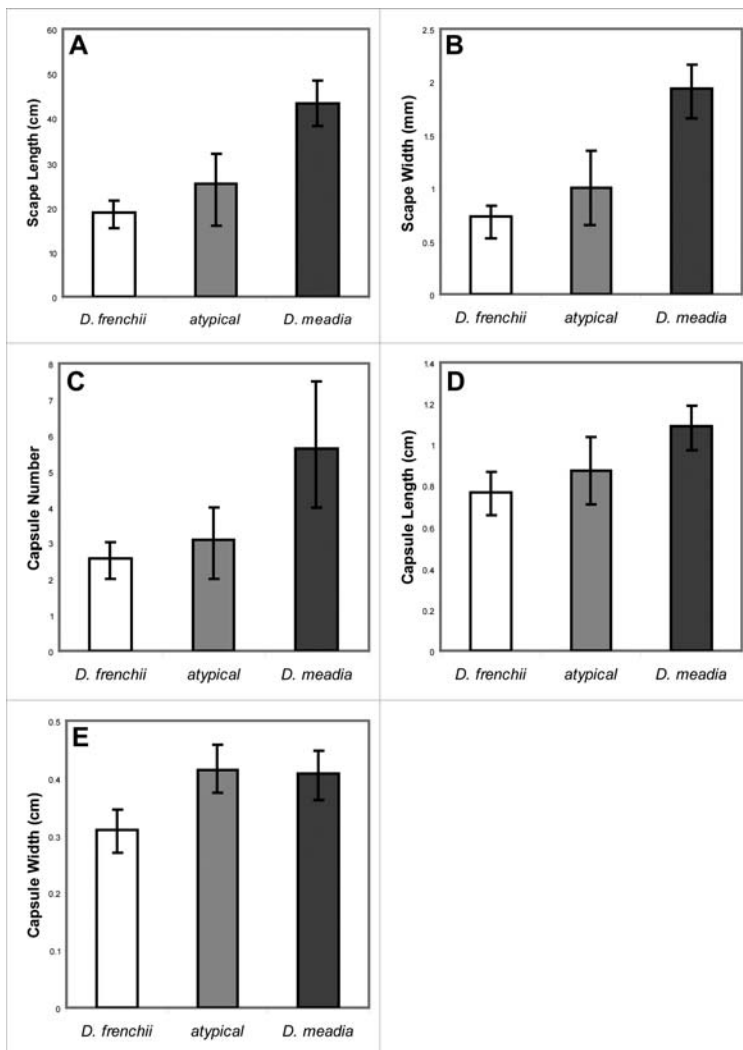 A
Scape Length (cm)
60
50
40
30
20
10
0
D. frenchii atypical D. meadia
B
Scape Width (mm)
2.5
2
1.5
1
0.5
0
D. frenchii atypical D. meadia
C
Capsule Number
8
7
6
5
4
3
2
1
0
D. frenchii atypical D. meadia
D
Capsule Length (cm)
1.4
1.2
1
0.8
0.6
0.4
0.2
0
D. frenchii atypical D. meadia
E
Capsule Width (cm)
0.5
0.4
0.3
0.2
0.1
0
D. frenchii atypical D. meadia